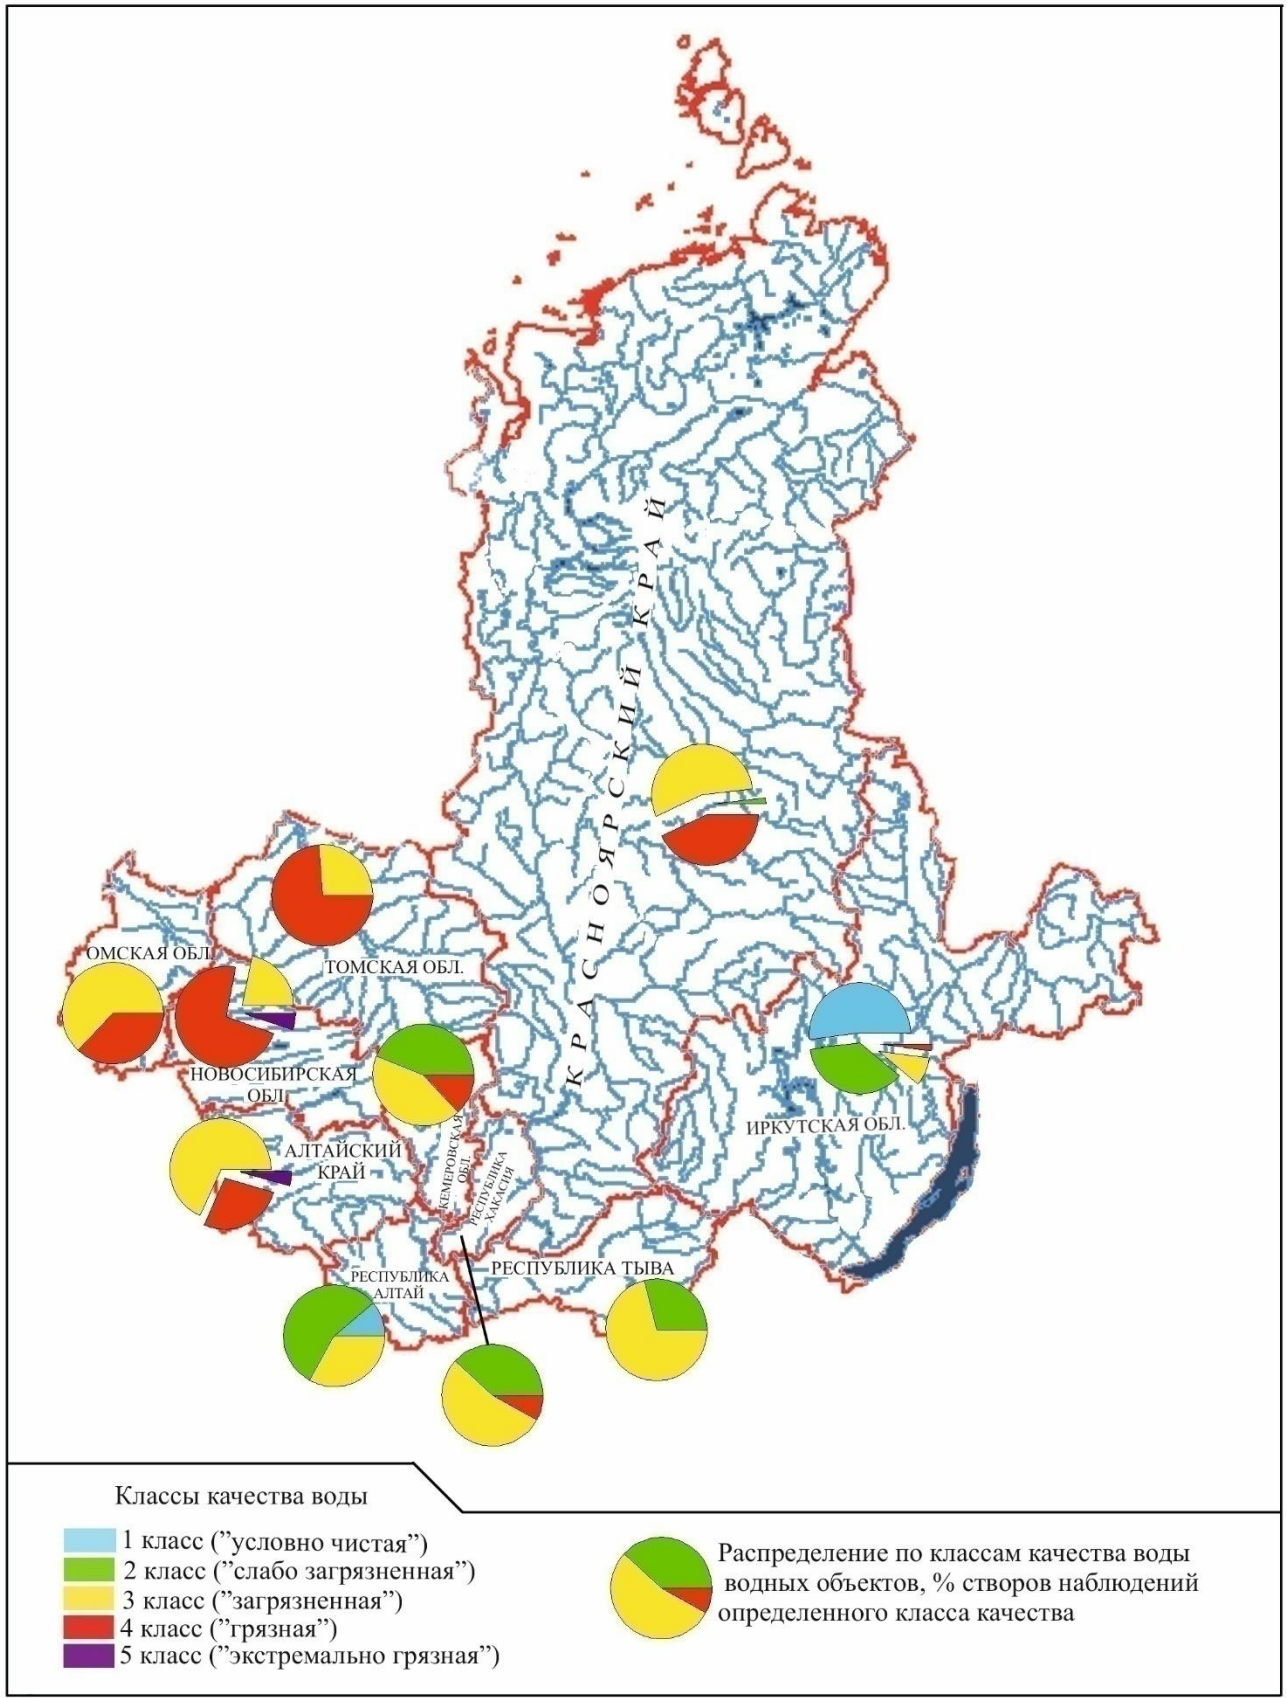 КРАСНОЯРСКИЙ КРАЙ
ОМСКАЯ ОБЛ.
ТОМСКАЯ ОБЛ.
НОВОСИБИРСКАЯ
ОБЛ.
АЛТАЙСКИЙ
КРАЙ
КЕМЕРОВСКАЯ
ОБЛ.
РЕСПУБЛИКА
ХАКАСИЯ
ИРКУТСКАЯ ОБЛ.
РЕСПУБЛИКА
АЛТАЙ
РЕСПУБЛИКА ТЫВА
Классы качества воды
1 класс (”условно чистая”)
2 класс (”слабо загрязненная”)
3 класс (”загрязненная”)
4 класс (”грязная”)
5 класс (”экстремально грязная”)
Распределение по классам качества воды
водных объектов, % створов наблюдений
определенного класса качества